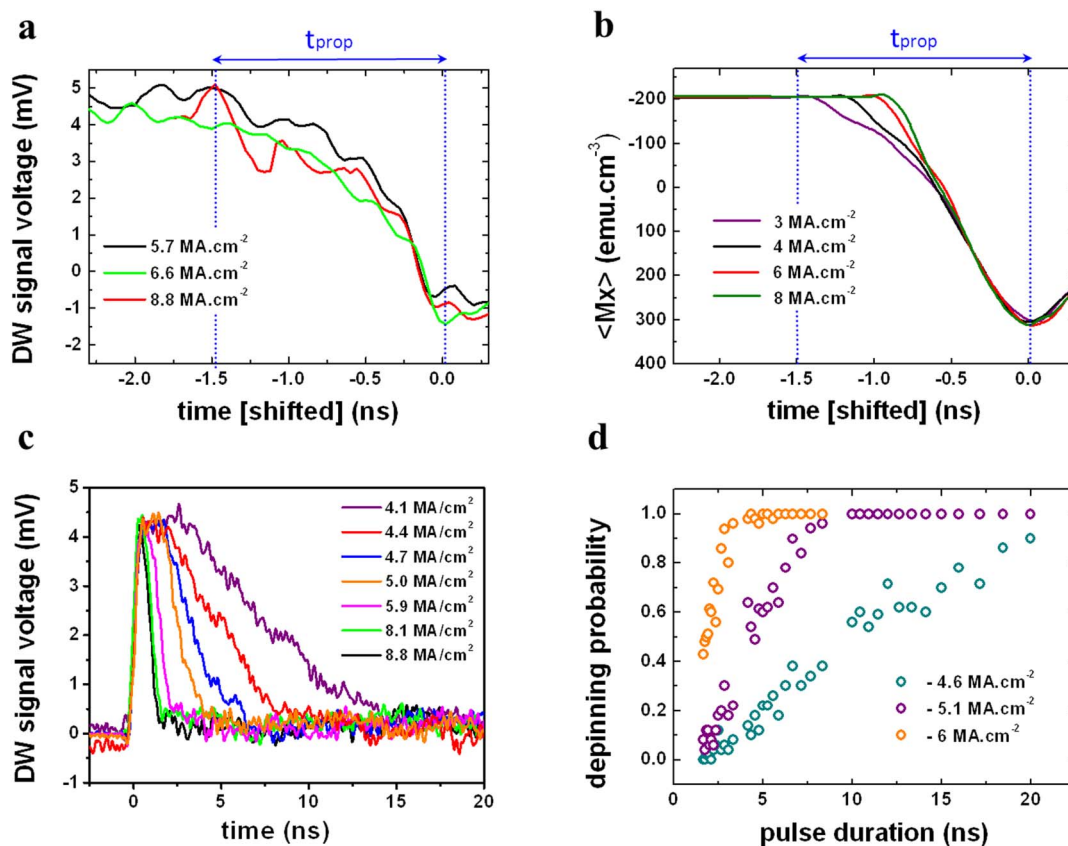 a
t_prop
5
4
3
2
1
0
-1
-2
DW signal voltage (mV)
5.7 MA.cm⁻²
6.6 MA.cm⁻²
8.8 MA.cm⁻²
-2.0 -1.5 -1.0 -0.5 0.0
time [shifted] (ns)
b
t_prop
-200
-100
0
100
200
300
400
<Mx> (emu.cm⁻³)
3 MA.cm⁻²
4 MA.cm⁻²
6 MA.cm⁻²
8 MA.cm⁻²
-2.0 -1.5 -1.0 -0.5 0.0
time [shifted] (ns)
c
5
4
3
2
1
0
-1
DW signal voltage (mV)
4.1 MA/cm²
4.4 MA/cm²
4.7 MA/cm²
5.0 MA/cm²
5.9 MA/cm²
8.1 MA/cm²
8.8 MA/cm²
0 5 10 15 20
time (ns)
d
1.0
0.8
0.6
0.4
0.2
0.0
depinning probability
- 4.6 MA.cm⁻²
- 5.1 MA.cm⁻²
- 6 MA.cm⁻²
0 5 10 15 20
pulse duration (ns)